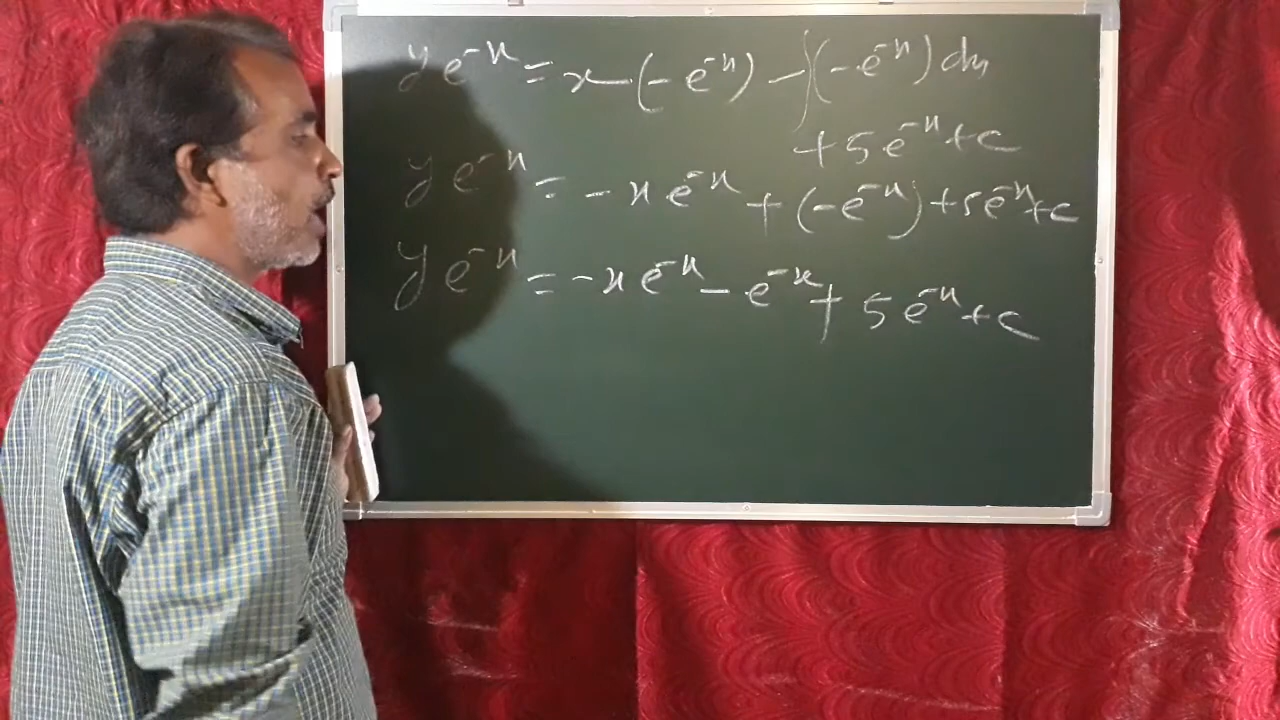 ye^{-x} = x·(-e^{-x}) - ∫(-e^{-x}) dx
+ 5e^{-x} + c
ye^{-x} = -xe^{-x} + (-e^{-x}) + 5e^{-x} + c
ye^{-x} = -xe^{-x} - e^{-x} + 5e^{-x} + c